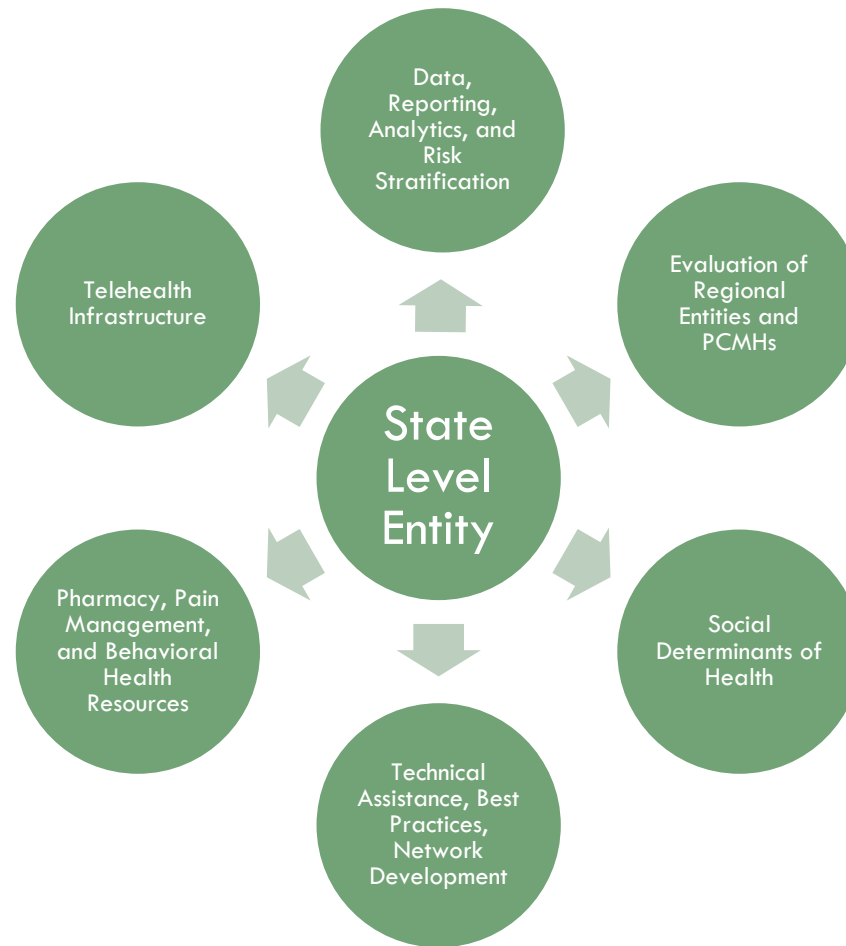 Data,
Reporting,
Analytics, and
Risk
Stratification
Telehealth
Infrastructure
Evaluation of
Regional
Entities and
PCMHs
State
Level
Entity
Pharmacy, Pain
Management,
and Behavioral
Health
Resources
Social
Determinants of
Health
Technical
Assistance, Best
Practices,
Network
Development